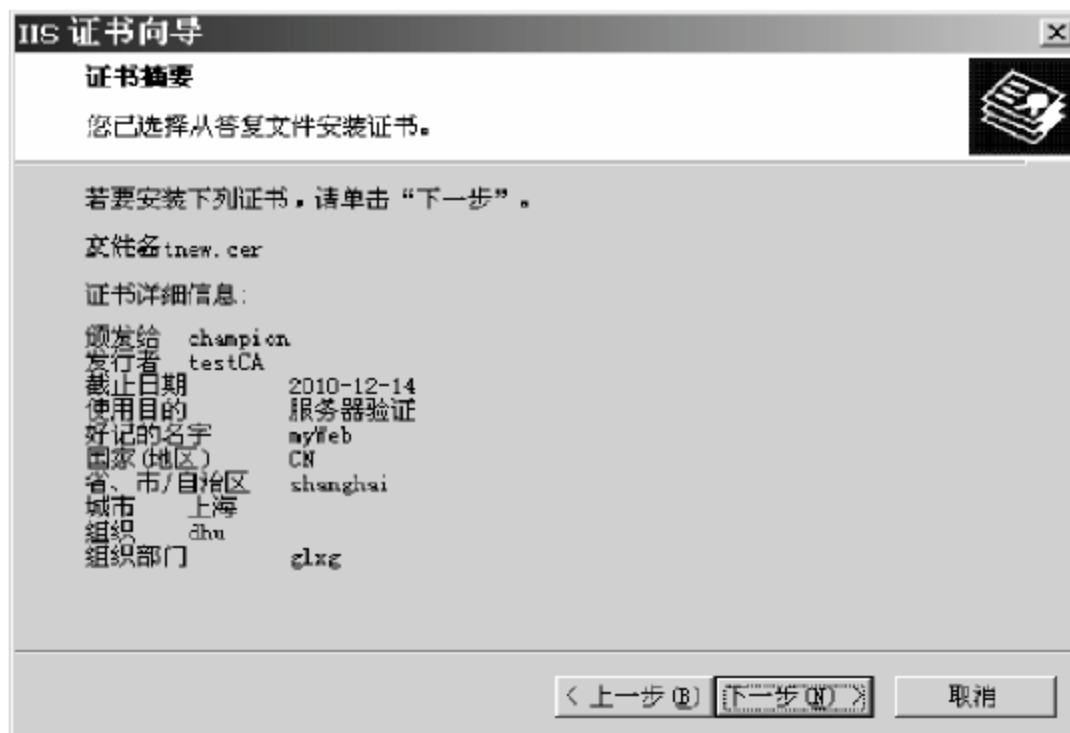 IIS 证书向导
证书摘要
您已选择从答复文件安装证书。
若要安装下列证书，请单击“下一步”。
文件名tnew.cer
证书详细信息:
颁发给 champion
发行者 testCA
截止日期 2010-12-14
使用目的 服务器验证
好记的名字 myWeb
国家(地区) CN
省、市/自治区 shanghai
城市 上海
组织 dhu
组织部门 glxg
< 上一步(B) 下一步(N) > 取消